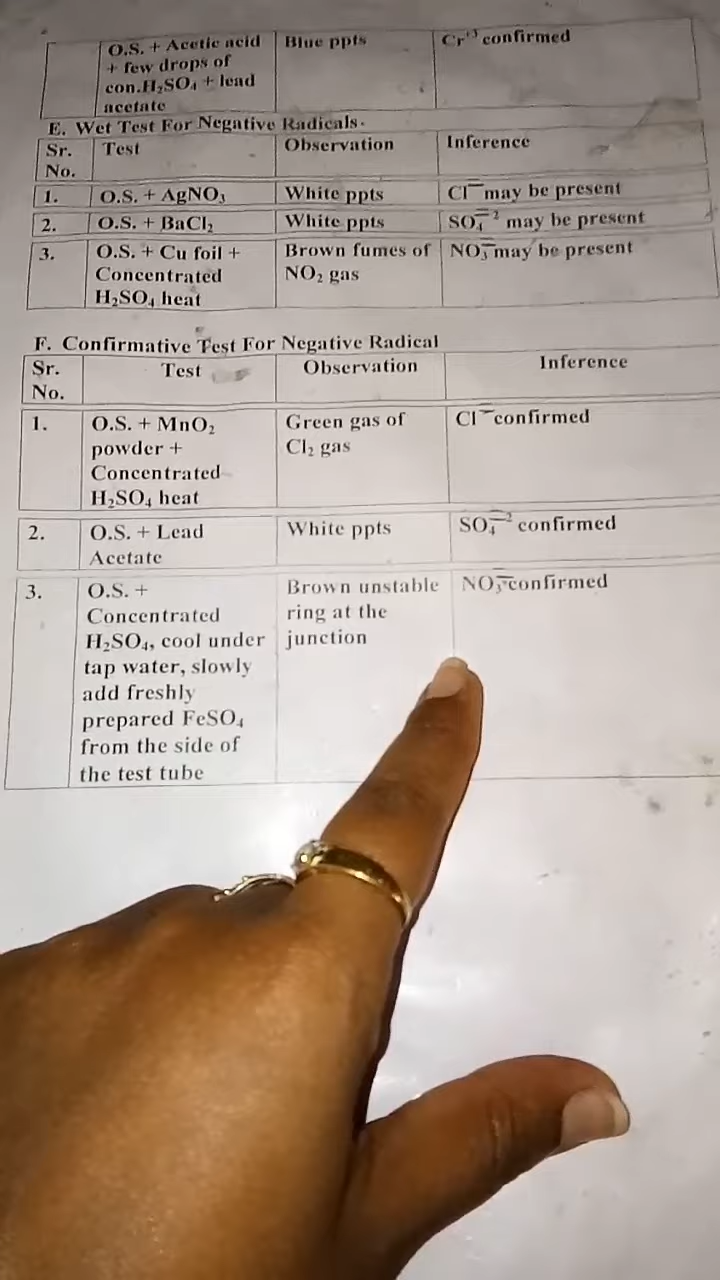 O.S. + Acetic acid + few drops of con.H₂SO₄ + lead acetate | Blue ppts | Cr⁺³ confirmed
E. Wet Test For Negative Radicals-
Sr. No. | Test | Observation | Inference
1. | O.S. + AgNO₃ | White ppts | Cl⁻ may be present
2. | O.S. + BaCl₂ | White ppts | SO₄⁻² may be present
3. | O.S. + Cu foil + Concentrated H₂SO₄ heat | Brown fumes of NO₂ gas | NO₃⁻ may be present
F. Confirmative Test For Negative Radical
Sr. No. | Test | Observation | Inference
1. | O.S. + MnO₂ powder + Concentrated H₂SO₄ heat | Green gas of Cl₂ gas | Cl⁻ confirmed
2. | O.S. + Lead Acetate | White ppts | SO₄⁻² confirmed
3. | O.S. + Concentrated H₂SO₄, cool under tap water, slowly add freshly prepared FeSO₄ from the side of the test tube | Brown unstable ring at the junction | NO₃⁻ confirmed